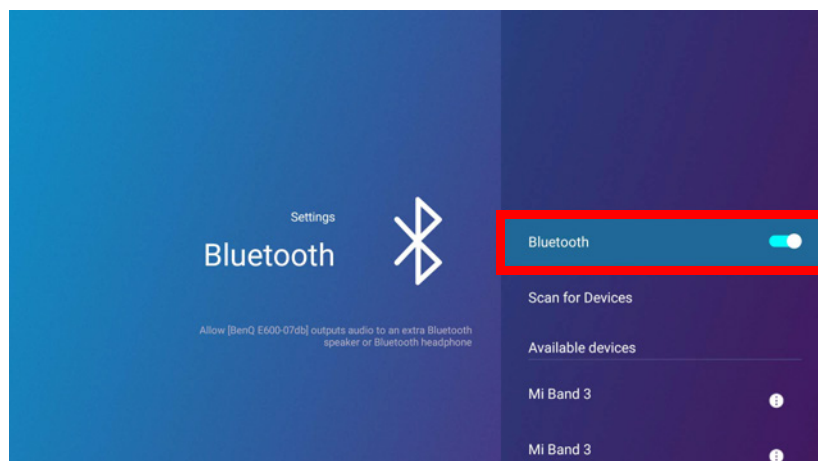 Settings
Bluetooth
Allow [BenQ E600-07db] outputs audio to an extra Bluetooth
speaker or Bluetooth headphone
Bluetooth
Scan for Devices
Available devices
Mi Band 3
Mi Band 3